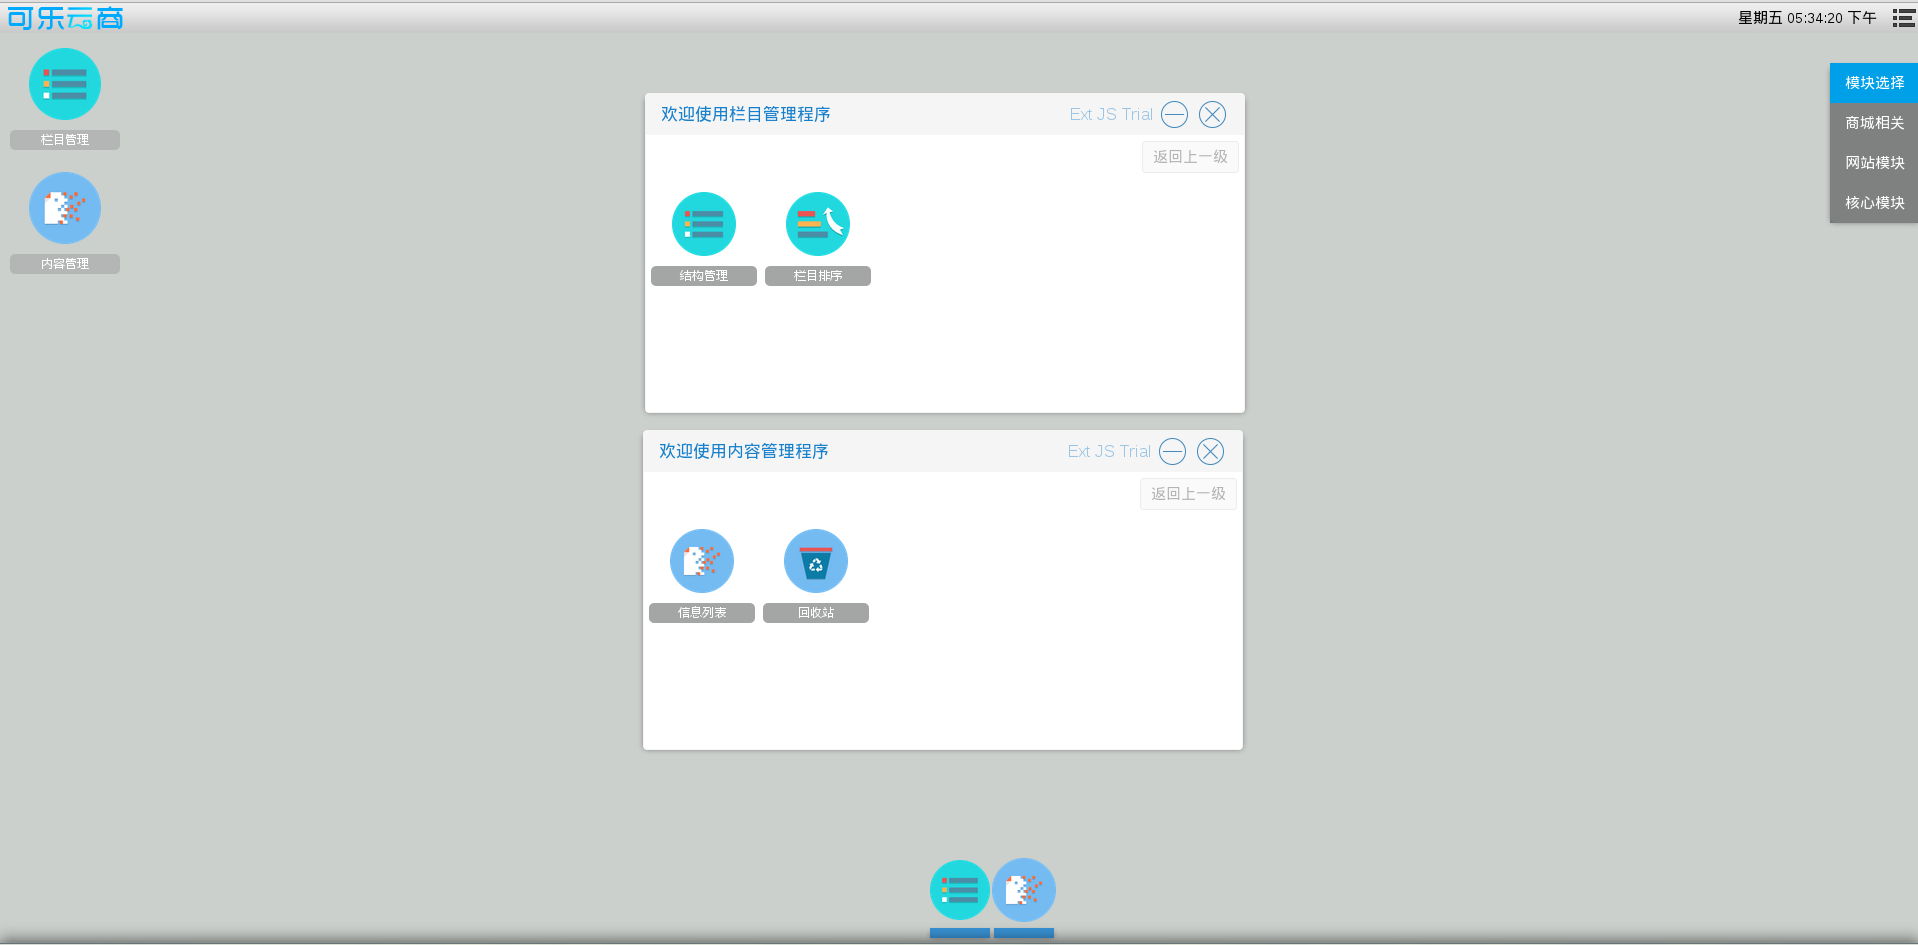 可乐云商
星期五 05:34:20 下午
栏目管理
内容管理
欢迎使用栏目管理程序
Ext JS Trial
返回上一级
结构管理
栏目排序
欢迎使用内容管理程序
Ext JS Trial
返回上一级
信息列表
回收站
模块选择
商城相关
网站模块
核心模块